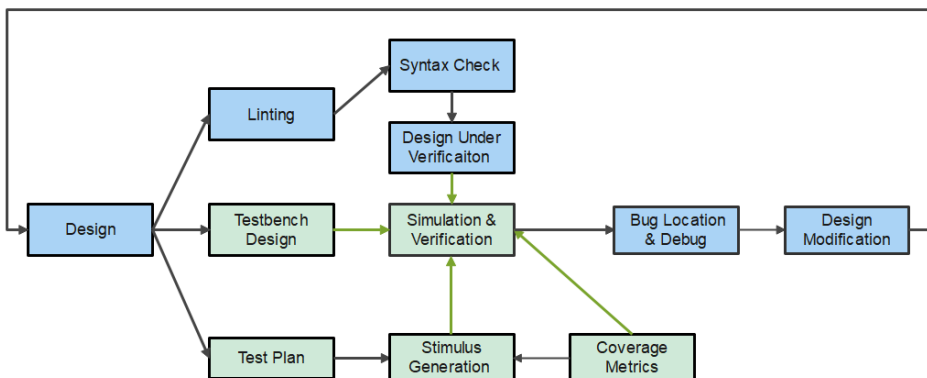 Syntax Check
Linting
Design Under
Verificaiton
Design
Testbench
Design
Simulation &
Verification
Bug Location
& Debug
Design
Modification
Test Plan
Stimulus
Generation
Coverage
Metrics